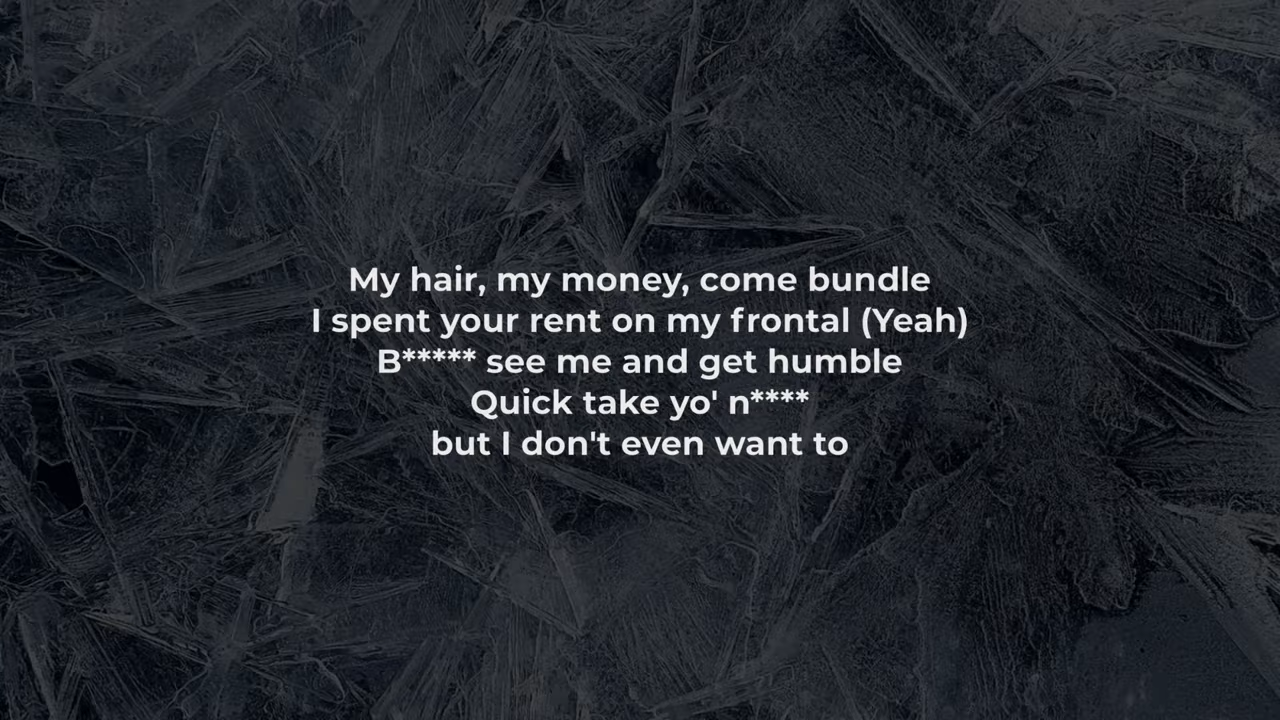 My hair, my money, come bundle
I spent your rent on my frontal (Yeah)
B***** see me and get humble
Quick take yo' n****
but I don't even want to